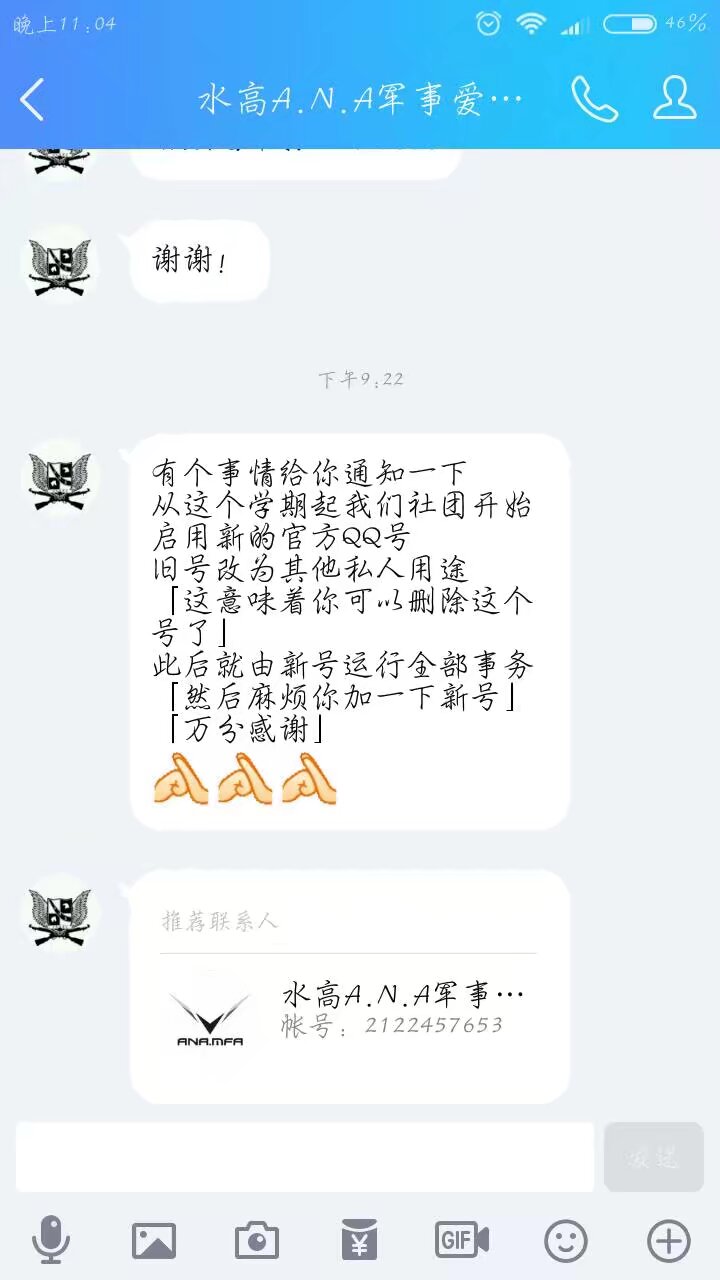 晚上11:04
46%
水高A.N.A军事爱…
谢谢!
下午9:22
有个事情给你通知一下
从这个学期起我们社团开始
启用新的官方QQ号
旧号改为其他私人用途
「这意味着你可以删除这个
号了」
此后就由新号运行全部事务
「然后麻烦你加一下新号」
「万分感谢」
推荐联系人
水高A.N.A军事…
帐号：2122457653
ANA.MFA
发送
GIF